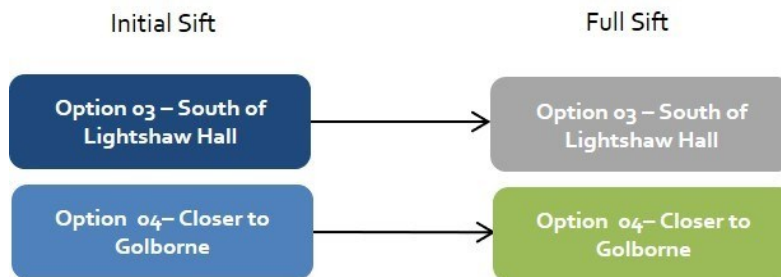 Initial Sift
Full Sift
Option 03 – South of
Lightshaw Hall
Option 03 – South of
Lightshaw Hall
Option  04– Closer to
Golborne
Option  04– Closer to
Golborne